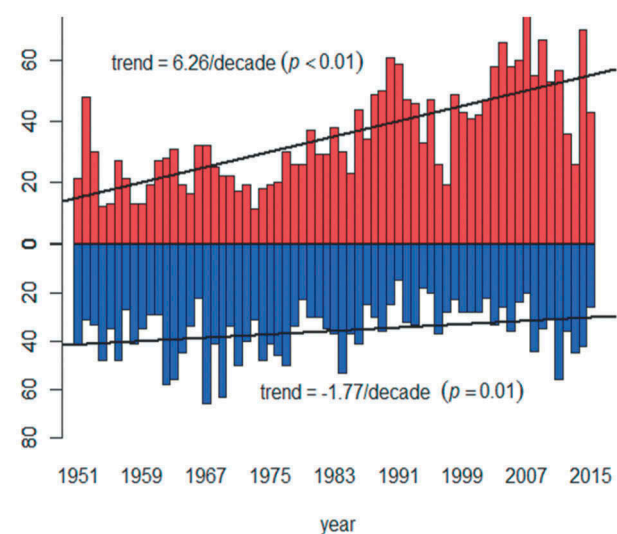 trend = 6.26/decade (p < 0.01)
60
40
20
0
20
40
60
80
trend = -1.77/decade (p = 0.01)
1951 1959 1967 1975 1983 1991 1999 2007 2015
year